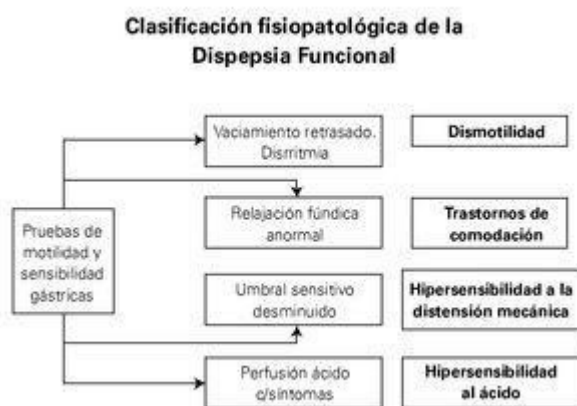 Clasificación fisiopatológica de la
Dispepsia Funcional
Vaciamiento retrasado.
Disrritmia
Dismotilidad
Relajación fúndica
anormal
Trastornos de
comodación
Pruebas de
motilidad y
sensibilidad
gástricas
Umbral sensitivo
desminuido
Hipersensibilidad a la
distensión mecánica
Perfusión ácido
c/síntomas
Hipersensibilidad
al ácido